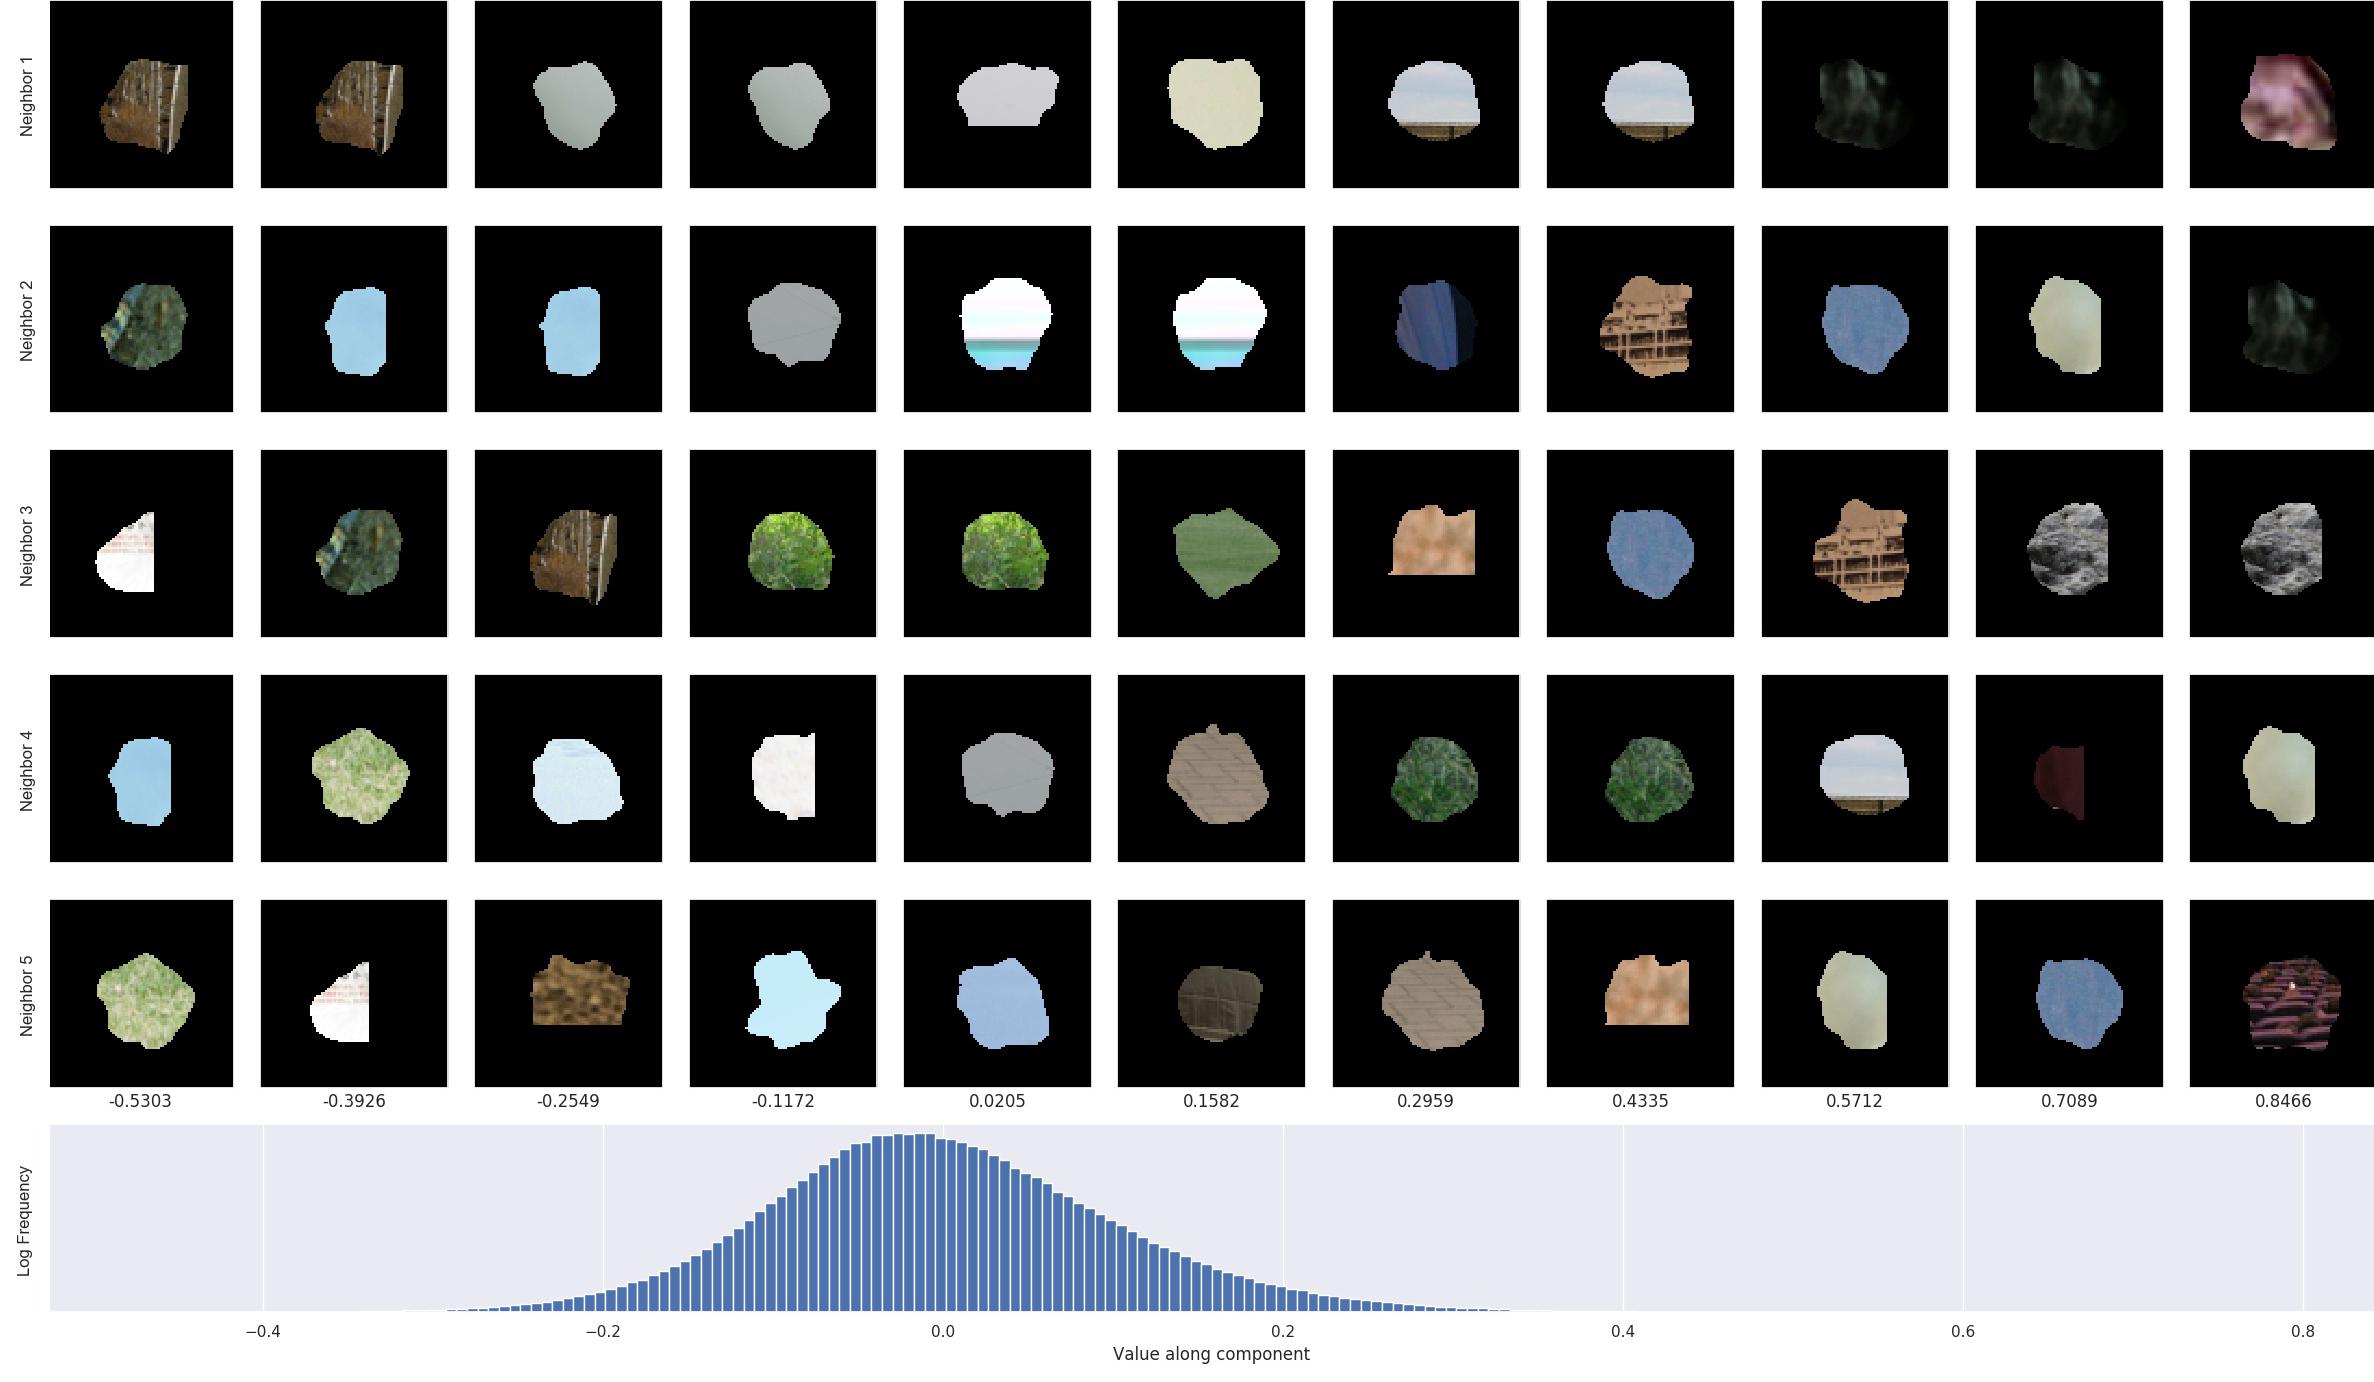 Neighbor 1
Neighbor 2
Neighbor 3
Neighbor 4
Neighbor 5
-0.5303 -0.3926 -0.2549 -0.1172 0.0205 0.1582 0.2959 0.4335 0.5712 0.7089 0.8466
Log Frequency
−0.4 −0.2 0.0 0.2 0.4 0.6 0.8
Value along component